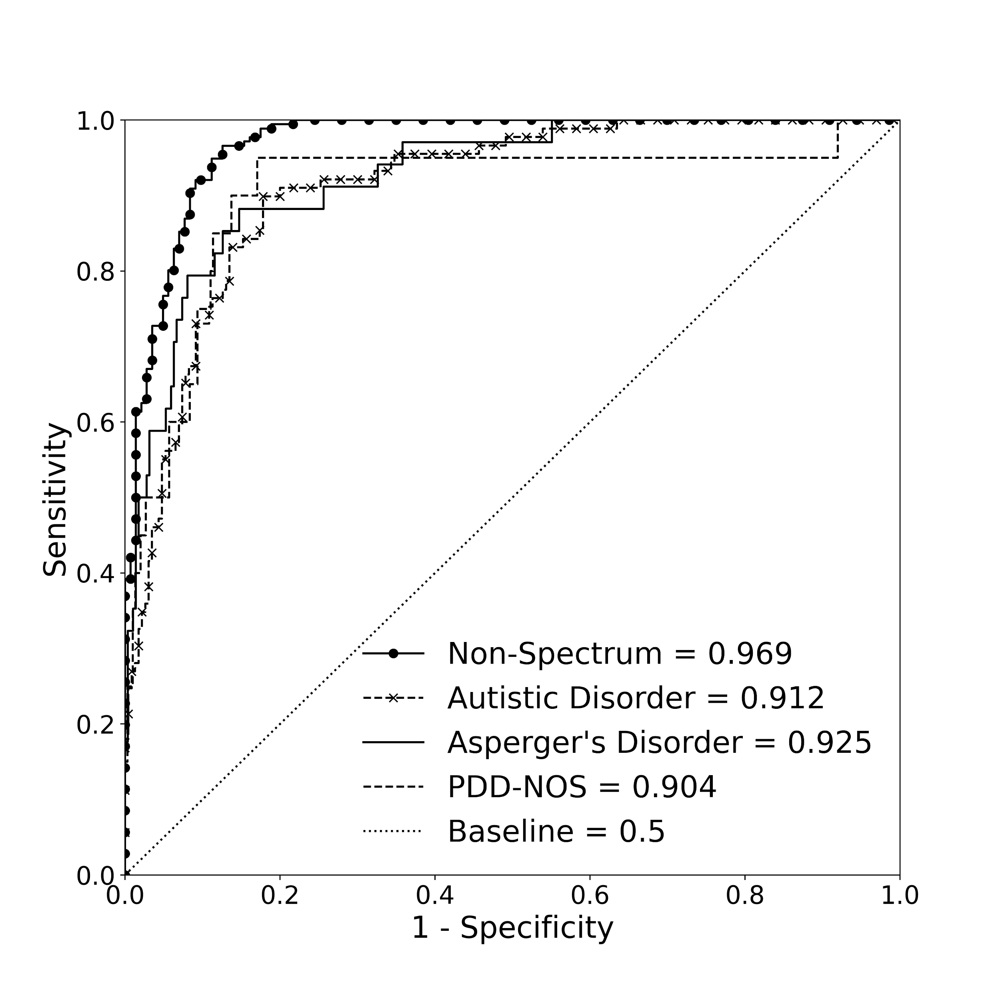 1.0
0.8
0.6
0.4
0.2
0.0
Sensitivity
Non-Spectrum = 0.969
Autistic Disorder = 0.912
Asperger's Disorder = 0.925
PDD-NOS = 0.904
Baseline = 0.5
0.0 0.2 0.4 0.6 0.8 1.0
1 - Specificity